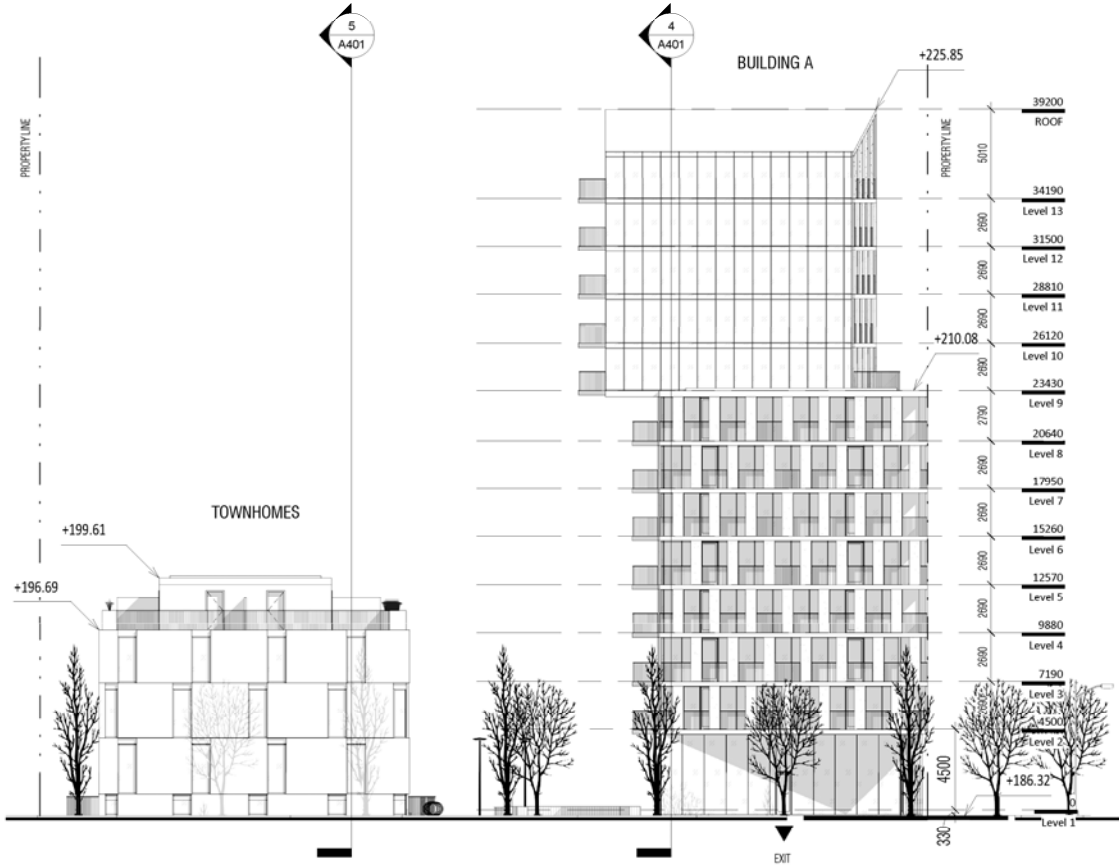 5
A401
4
A401
BUILDING A
+225.85
PROPERTY LINE
PROPERTY LINE
39200
ROOF
5010
34190
Level 13
2690
31500
Level 12
2690
28810
Level 11
2690
26120
Level 10
+210.08
2690
23430
Level 9
2790
20640
Level 8
2690
17950
Level 7
2690
15260
Level 6
2690
12570
Level 5
2690
9880
Level 4
2690
7190
Level 3
4500
Level 2
TOWNHOMES
+199.61
+196.69
4500
+186.32
0
Level 1
330
EXIT